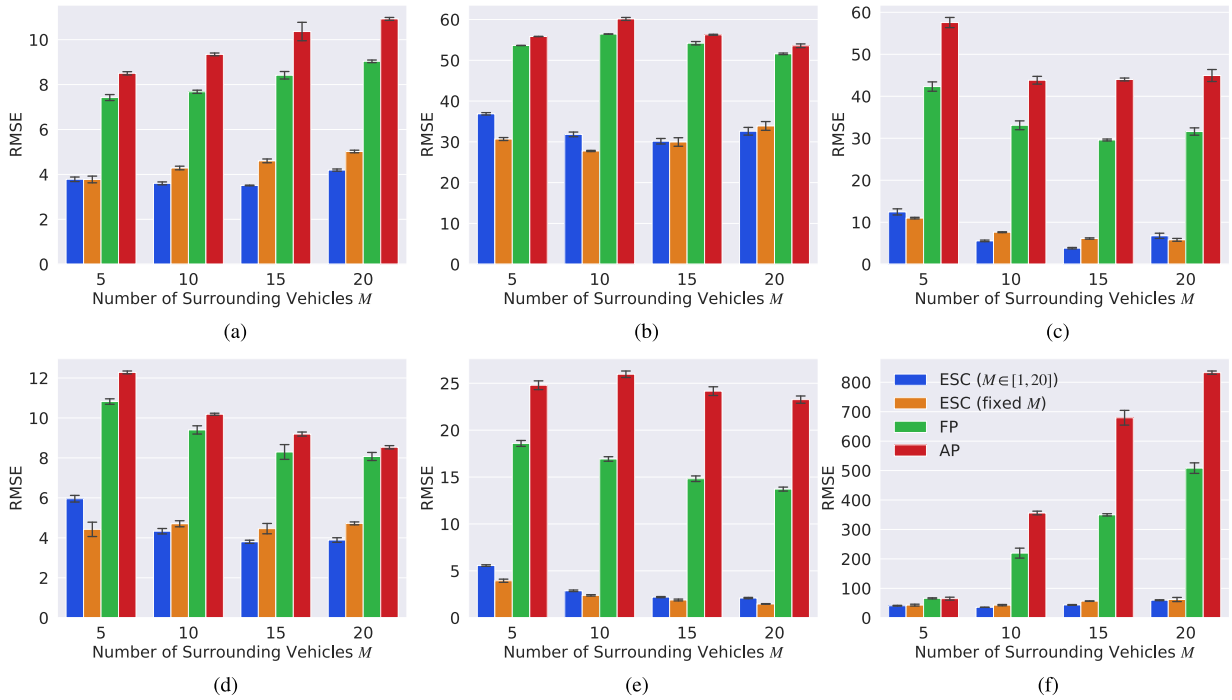 RMSE
10
8
6
4
2
0
5 10 15 20
Number of Surrounding Vehicles M
(a)
RMSE
60
50
40
30
20
10
0
5 10 15 20
Number of Surrounding Vehicles M
(b)
RMSE
60
50
40
30
20
10
0
5 10 15 20
Number of Surrounding Vehicles M
(c)
RMSE
12
10
8
6
4
2
0
5 10 15 20
Number of Surrounding Vehicles M
(d)
RMSE
25
20
15
10
5
0
5 10 15 20
Number of Surrounding Vehicles M
(e)
RMSE
800
700
600
500
400
300
200
100
0
ESC (M∈[1, 20])
ESC (fixed M)
FP
AP
5 10 15 20
Number of Surrounding Vehicles M
(f)